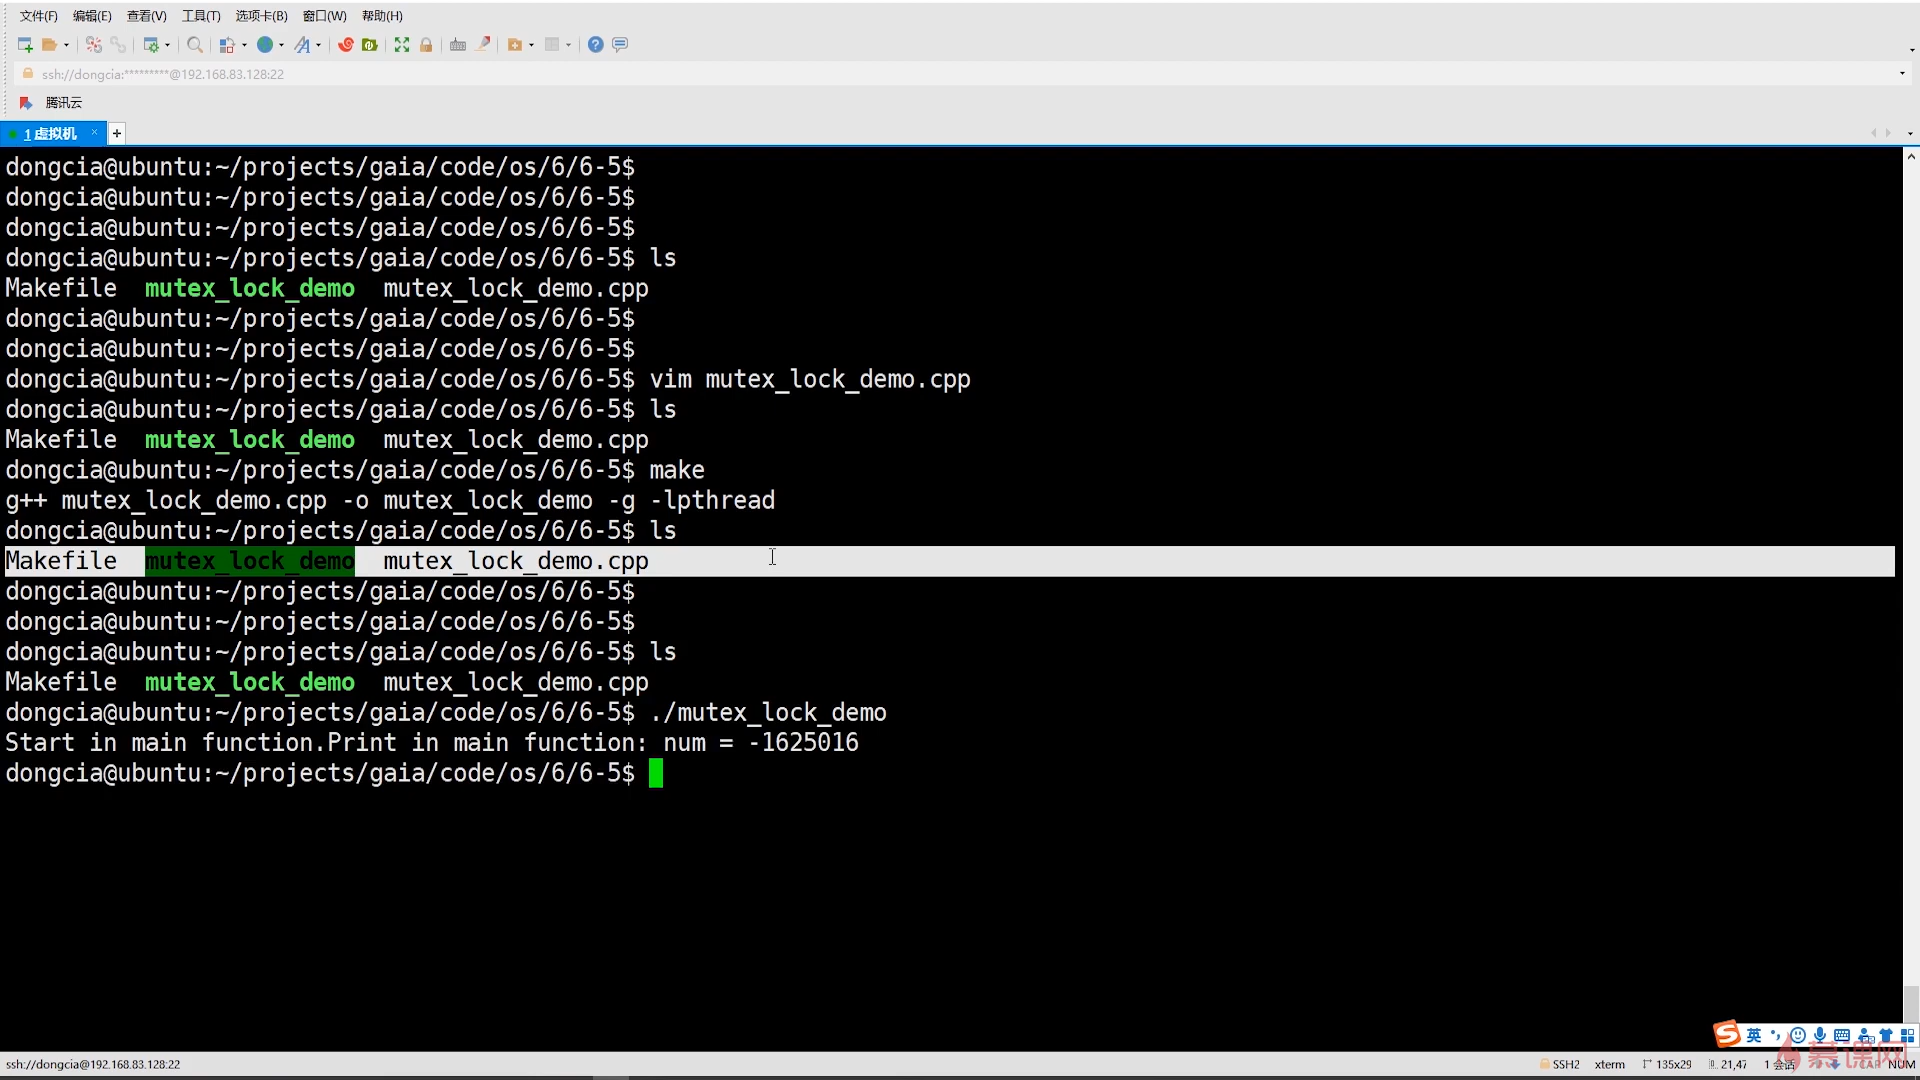 文件(F) 编辑(E) 查看(V) 工具(T) 选项卡(B) 窗口(W) 帮助(H)
ssh://dongcia:*********@192.168.83.128:22
腾讯云
1 虚拟机 × +
dongcia@ubuntu:~/projects/gaia/code/os/6/6-5$
dongcia@ubuntu:~/projects/gaia/code/os/6/6-5$
dongcia@ubuntu:~/projects/gaia/code/os/6/6-5$
dongcia@ubuntu:~/projects/gaia/code/os/6/6-5$ ls
Makefile  mutex_lock_demo  mutex_lock_demo.cpp
dongcia@ubuntu:~/projects/gaia/code/os/6/6-5$
dongcia@ubuntu:~/projects/gaia/code/os/6/6-5$
dongcia@ubuntu:~/projects/gaia/code/os/6/6-5$ vim mutex_lock_demo.cpp
dongcia@ubuntu:~/projects/gaia/code/os/6/6-5$ ls
Makefile  mutex_lock_demo  mutex_lock_demo.cpp
dongcia@ubuntu:~/projects/gaia/code/os/6/6-5$ make
g++ mutex_lock_demo.cpp -o mutex_lock_demo -g -lpthread
dongcia@ubuntu:~/projects/gaia/code/os/6/6-5$ ls
Makefile  mutex_lock_demo  mutex_lock_demo.cpp
dongcia@ubuntu:~/projects/gaia/code/os/6/6-5$
dongcia@ubuntu:~/projects/gaia/code/os/6/6-5$
dongcia@ubuntu:~/projects/gaia/code/os/6/6-5$ ls
Makefile  mutex_lock_demo  mutex_lock_demo.cpp
dongcia@ubuntu:~/projects/gaia/code/os/6/6-5$ ./mutex_lock_demo
Start in main function.Print in main function: num = -1625016
dongcia@ubuntu:~/projects/gaia/code/os/6/6-5$
英
慕课网
ssh://dongcia@192.168.83.128:22 SSH2 xterm 135x29 21,47 1 会话 NUM